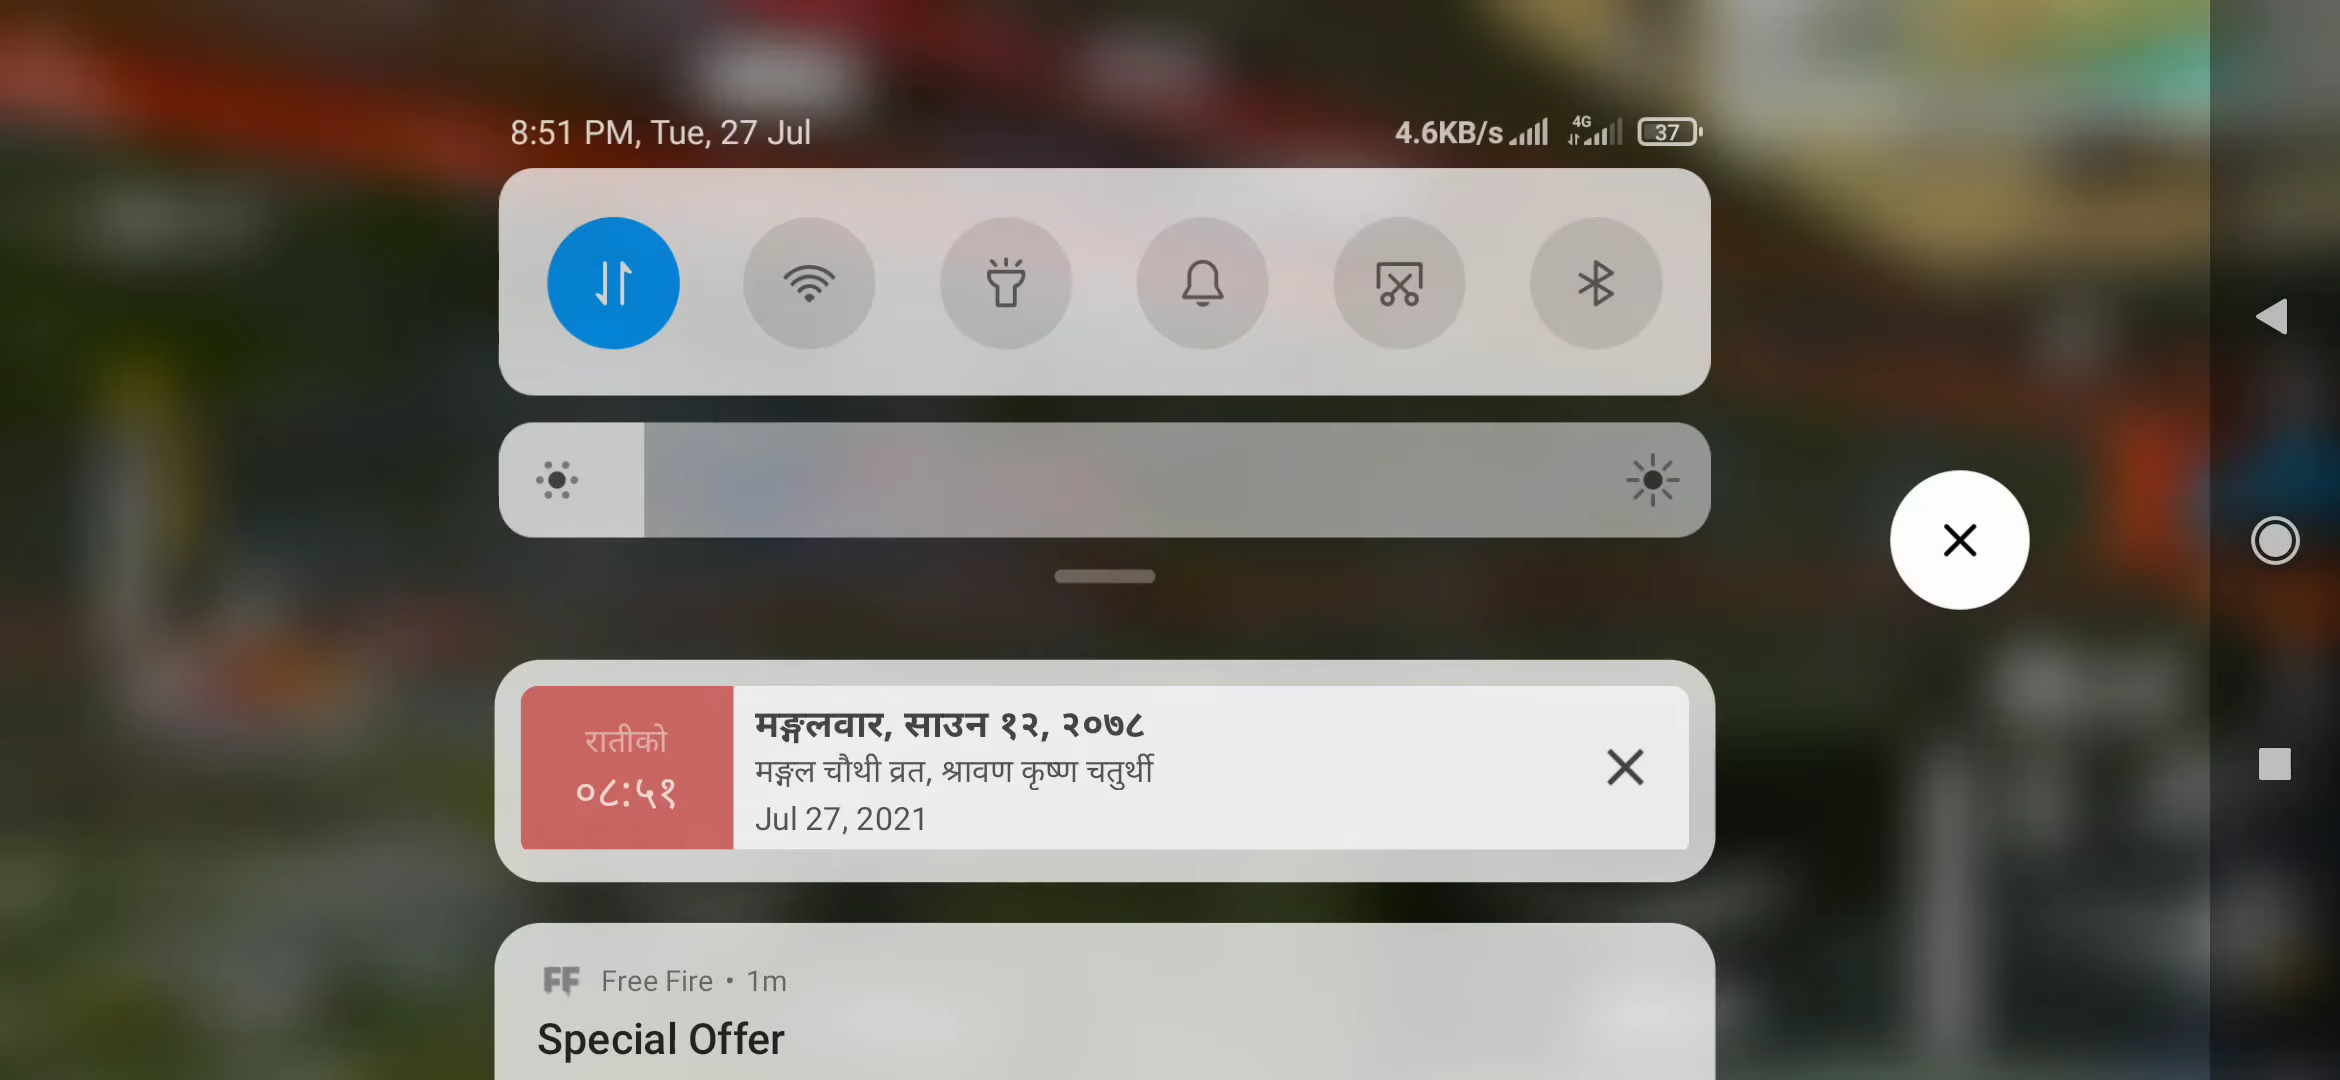 8:51 PM, Tue, 27 Jul
4.6KB/s 4G 37
रातीको
०८:५१
मङ्गलवार, साउन १२, २०७८
मङ्गल चौथी व्रत, श्रावण कृष्ण चतुर्थी
Jul 27, 2021
FF Free Fire • 1m
Special Offer